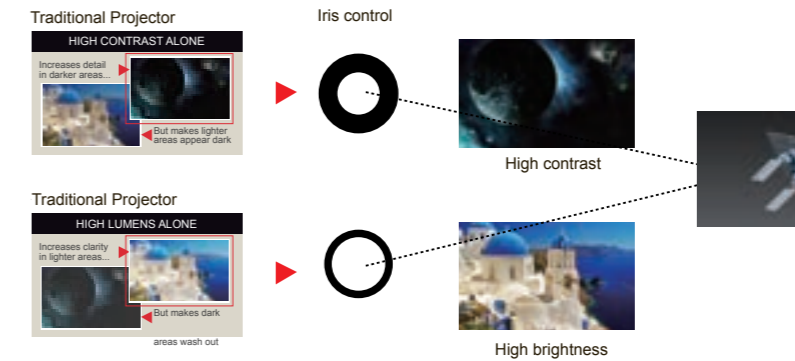 Traditional Projector
HIGH CONTRAST ALONE
Increases detail
in darker areas...
But makes lighter
areas appear dark
Iris control
High contrast
Traditional Projector
HIGH LUMENS ALONE
Increases clarity
in lighter areas...
But makes dark
areas wash out
High brightness